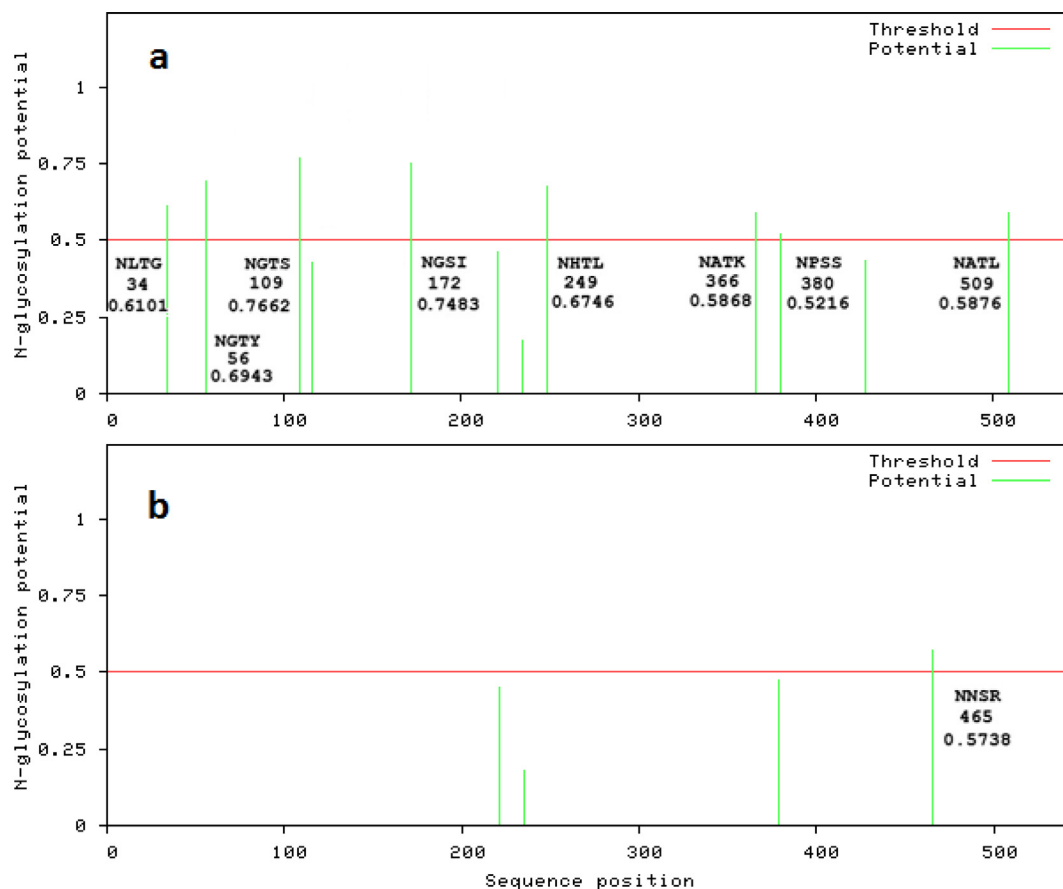 a
Threshold
Potential
N-glycosylation potential
1
0.75
0.5
0.25
0
NLTG
34
0.6101
NGTY
56
0.6943
NGTS
109
0.7662
NGSI
172
0.7483
NHTL
249
0.6746
NATK
366
0.5868
NPSS
380
0.5216
NATL
509
0.5876
0 100 200 300 400 500
b
Threshold
Potential
N-glycosylation potential
1
0.75
0.5
0.25
0
NNSR
465
0.5738
0 100 200 300 400 500
Sequence position